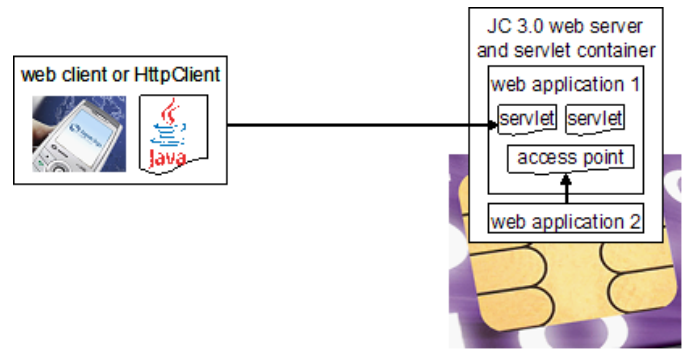 web client or HttpClient
Java
JC 3.0 web server
and servlet container
web application 1
servlet servlet
access point
web application 2